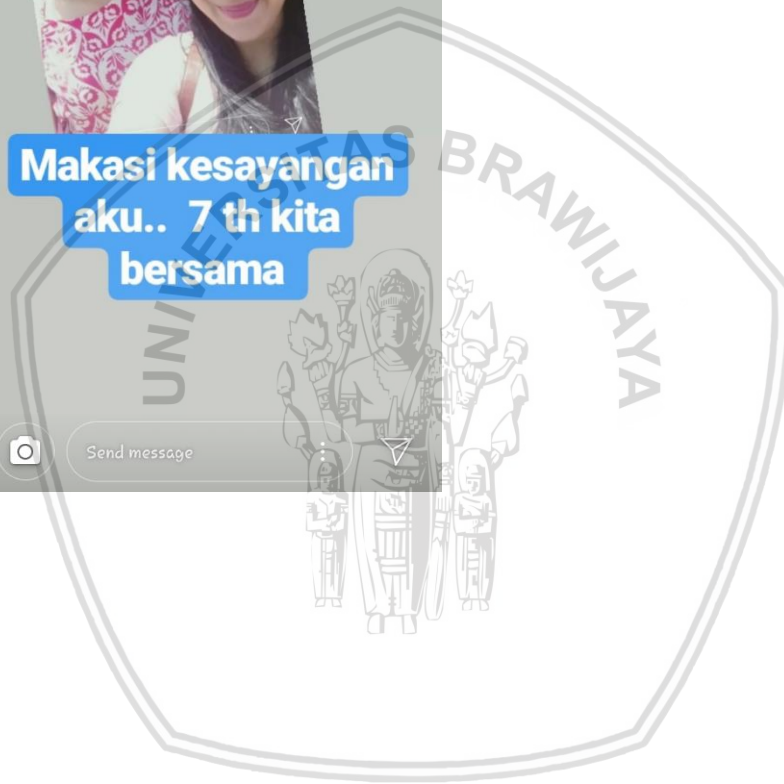 Makasi kesayangan
aku.. 7 th kita
bersama
Send message
UNIVERSITAS BRAWIJAYA